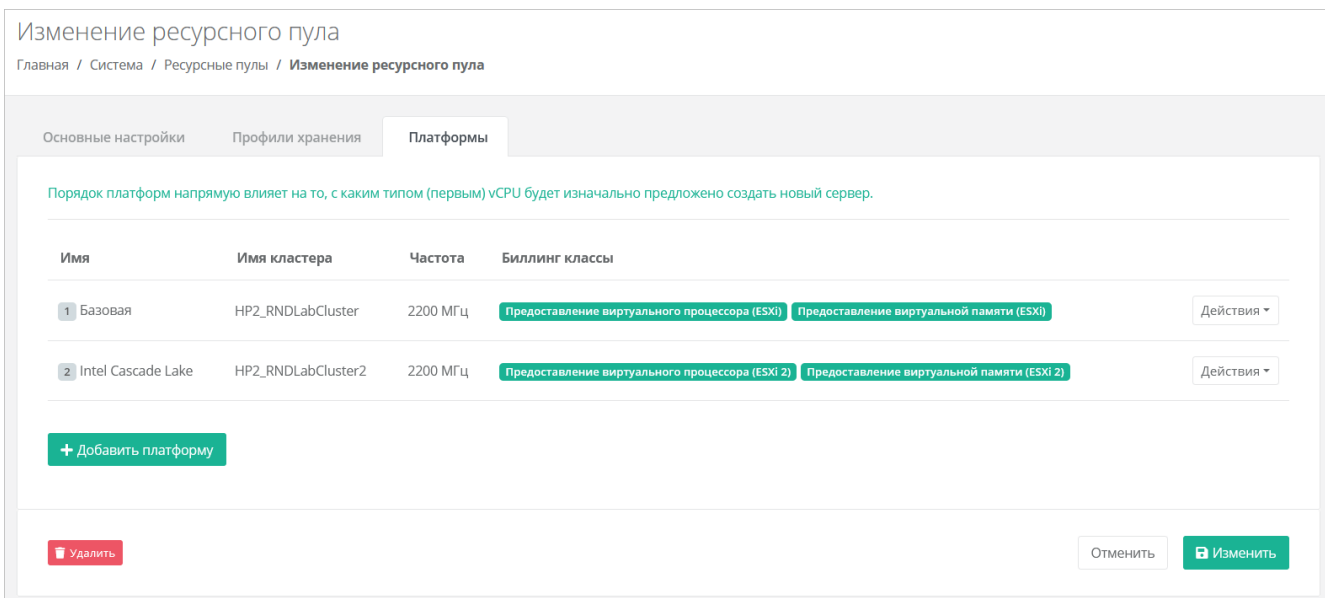 Изменение ресурсного пула
Главная / Система / Ресурсные пулы / Изменение ресурсного пула
Основные настройки Профили хранения Платформы
Порядок платформ напрямую влияет на то, с каким типом (первым) vCPU будет изначально предложено создать новый сервер.
Имя Имя кластера Частота Биллинг классы
1 Базовая HP2_RNDLabCluster 2200 МГц Предоставление виртуального процессора (ESXi) Предоставление виртуальной памяти (ESXi) Действия
2 Intel Cascade Lake HP2_RNDLabCluster2 2200 МГц Предоставление виртуального процессора (ESXi 2) Предоставление виртуальной памяти (ESXi 2) Действия
+ Добавить платформу
Удалить Отменить Изменить